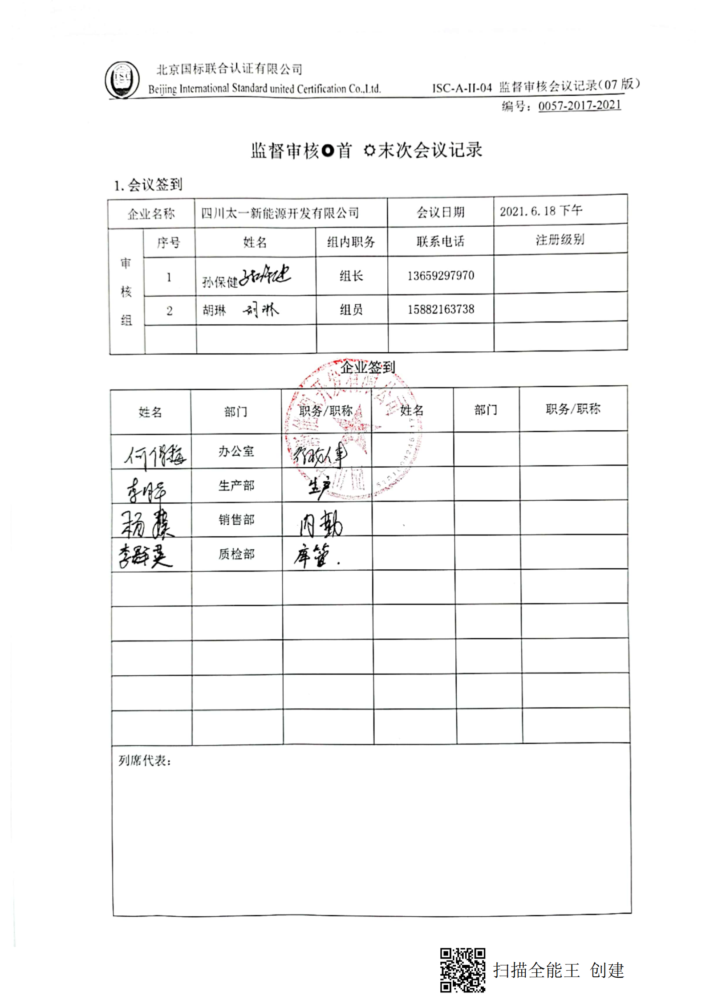 ISC
北京国标联合认证有限公司
Beijing International Standard united Certification Co.,Ltd.
ISC-A-II-04 监督审核会议记录(07 版)
编号：0057-2017-2021
监督审核首 末次会议记录
1.会议签到
企业名称 四川太一新能源开发有限公司 会议日期 2021.6.18 下午
审核组 序号 姓名 组内职务 联系电话 注册级别
1 孙保健 孙保健 组长 13659297970
2 胡琳 胡琳 组员 15882163738
企业签到
姓名 部门 职务/职称 姓名 部门 职务/职称
办公室 行政人事
生产部 生产
杨 销售部 内勤
李群英 质检部 库管.
列席代表：
扫描全能王 创建